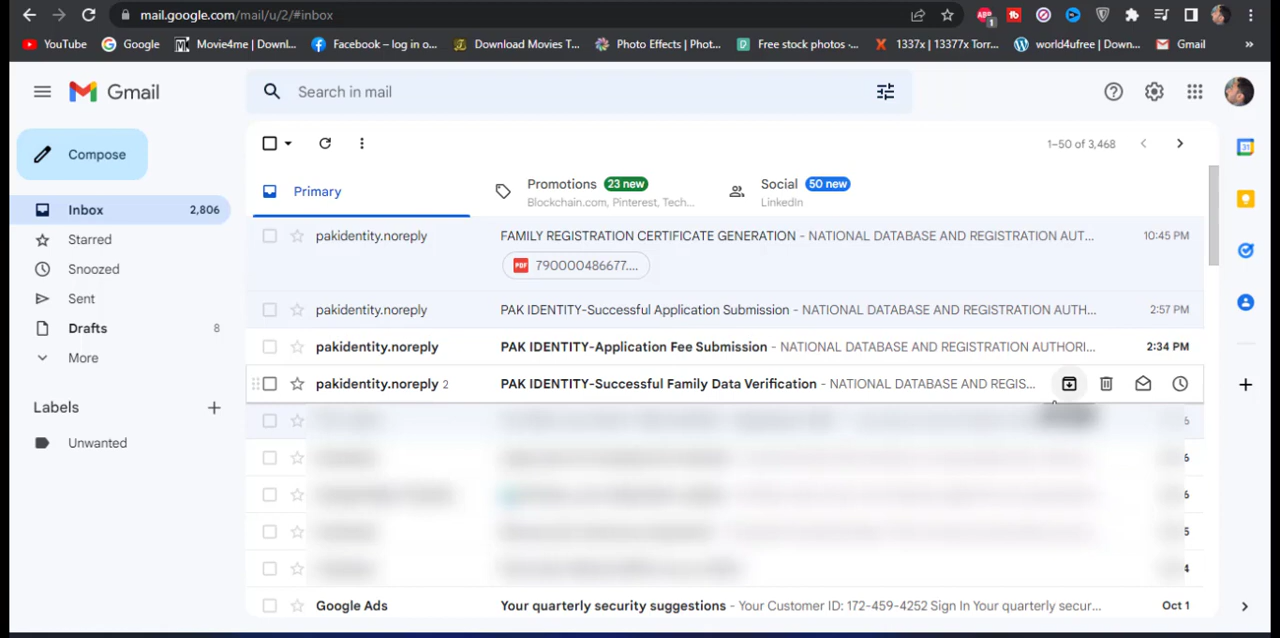 mail.google.com/mail/u/2/#inbox
YouTube Google Movie4me | Downl... Facebook – log in o... Download Movies T... Photo Effects | Phot... Free stock photos -... 1337x | 13377x Torr... world4ufree | Down... Gmail »
Gmail
Search in mail
Compose
1–50 of 3,468
Primary
Promotions 23 new
Blockchain.com, Pinterest, Tech...
Social 50 new
LinkedIn
Inbox 2,806
Starred
Snoozed
Sent
Drafts 8
More
Labels
Unwanted
pakidentity.noreply FAMILY REGISTRATION CERTIFICATE GENERATION - NATIONAL DATABASE AND REGISTRATION AUT... 10:45 PM
PDF 790000486677....
pakidentity.noreply PAK IDENTITY-Successful Application Submission - NATIONAL DATABASE AND REGISTRATION AUTH... 2:57 PM
pakidentity.noreply PAK IDENTITY-Application Fee Submission - NATIONAL DATABASE AND REGISTRATION AUTHORI... 2:34 PM
pakidentity.noreply 2 PAK IDENTITY-Successful Family Data Verification - NATIONAL DATABASE AND REGIS...
6
6
6
5
4
Google Ads Your quarterly security suggestions - Your Customer ID: 172-459-4252 Sign In Your quarterly secur... Oct 1